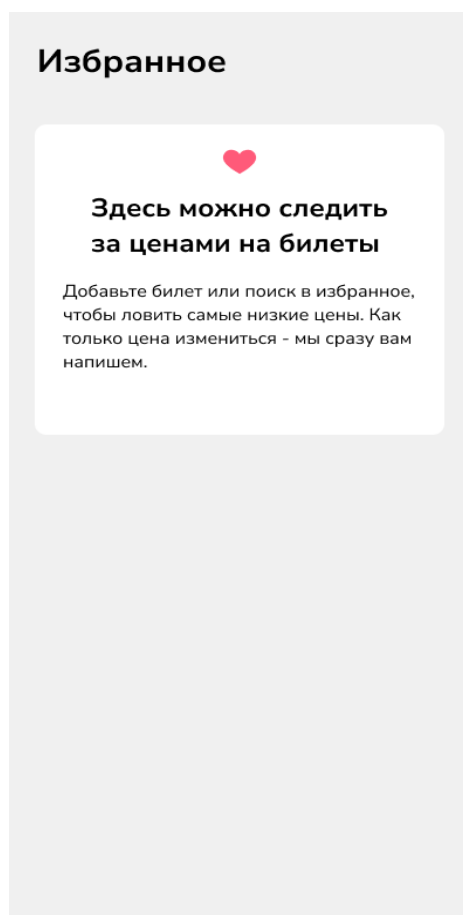 Избранное
Здесь можно следить
за ценами на билеты
Добавьте билет или поиск в избранное,
чтобы ловить самые низкие цены. Как
только цена измениться - мы сразу вам
напишем.